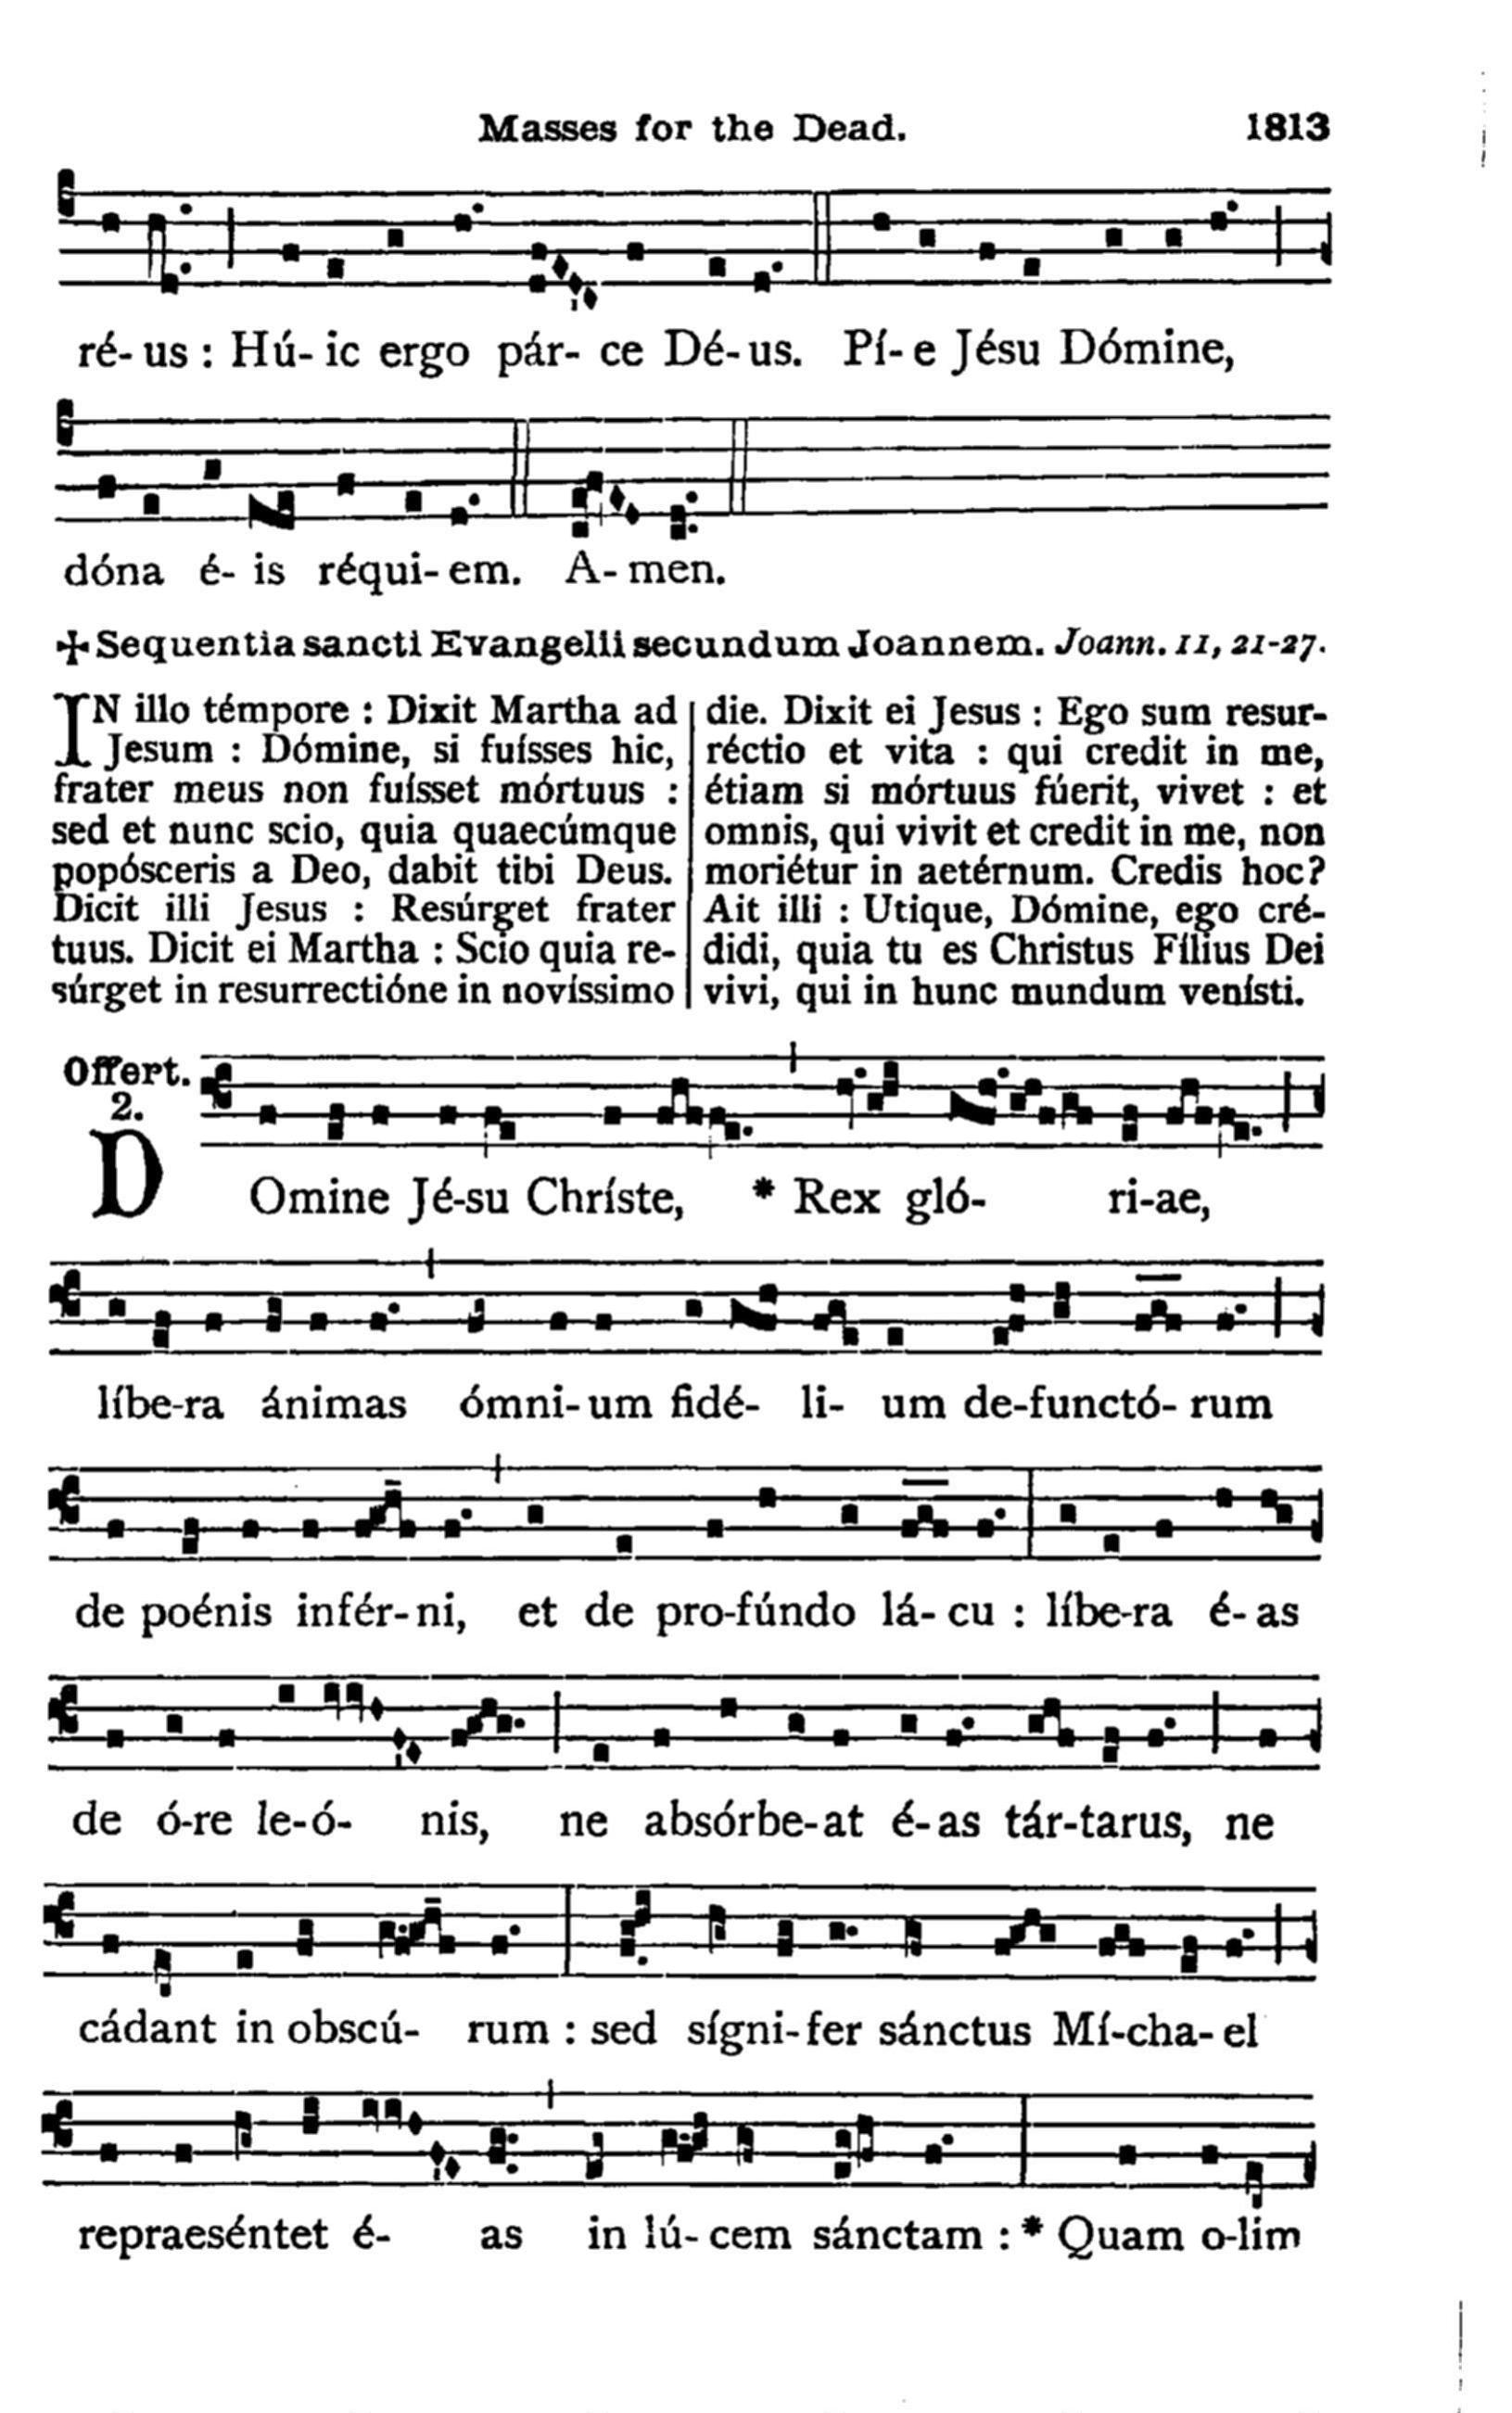 Masses for the Dead. 1813
ré- us : Hú- ic ergo pár- ce Dé- us. Pí- e Jésu Dómine,
dóna é- is réqui- em. A- men.
✠ Sequentia sancti Evangelii secundum Joannem. Joann. 11, 21-27.
IN illo témpore : Dixit Martha ad
Jesum : Dómine, si fuísses hic,
frater meus non fuísset mórtuus :
sed et nunc scio, quia quaecúmque
popósceris a Deo, dabit tibi Deus.
Dicit illi Jesus : Resúrget frater
tuus. Dicit ei Martha : Scio quia re-
súrget in resurrectióne in novíssimo
die. Dixit ei Jesus : Ego sum resur-
réctio et vita : qui credit in me,
étiam si mórtuus fúerit, vivet : et
omnis, qui vivit et credit in me, non
moriétur in aetérnum. Credis hoc?
Ait illi : Utique, Dómine, ego cré-
didi, quia tu es Christus Fílius Dei
vivi, qui in hunc mundum venísti.
Offert.
2.
DOmine Jé-su Chríste, * Rex gló- ri-ae,
líbe-ra ánimas ómni- um fidé- li- um de-functó- rum
de poénis infér- ni, et de pro-fúndo lá- cu : líbe-ra é- as
de ó-re le-ó- nis, ne absórbe-at é- as tár-tarus, ne
cádant in obscú- rum : sed sígni- fer sánctus Mí-cha- el
repraeséntet é- as in lú- cem sánctam : * Quam o-lim